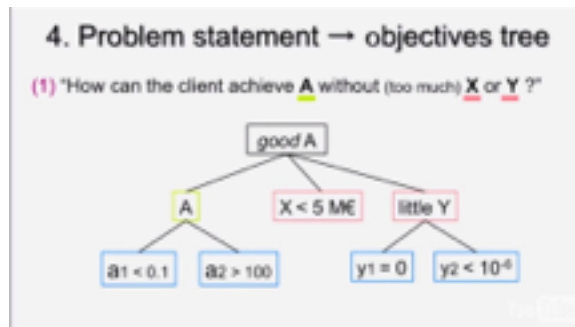 4. Problem statement → objectives tree
(1) "How can the client achieve A without (too much) X or Y ?"
good A
A
X < 5 M€
little Y
a1 < 0.1
a2 > 100
y1 = 0
y2 < 10-6